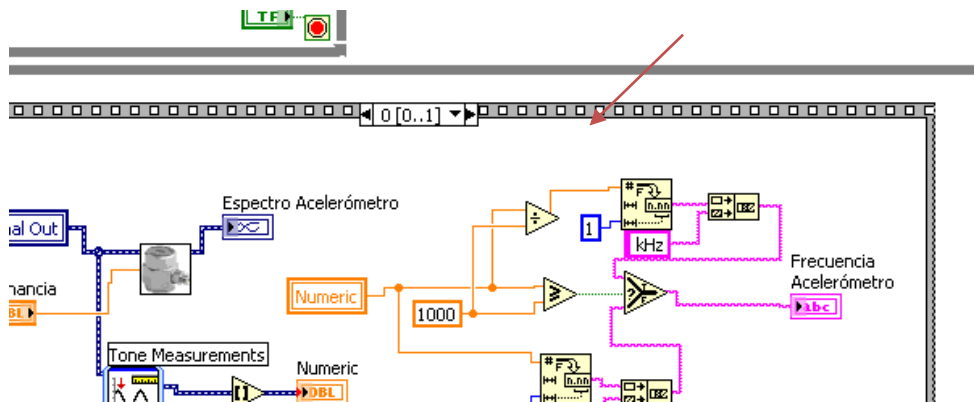 TF
0 [0..1]
Espectro Acelerómetro
al Out
1
kHz
Frecuencia
Acelerómetro
abc
Numeric
1000
DBL
Tone Measurements
Numeric
DBL